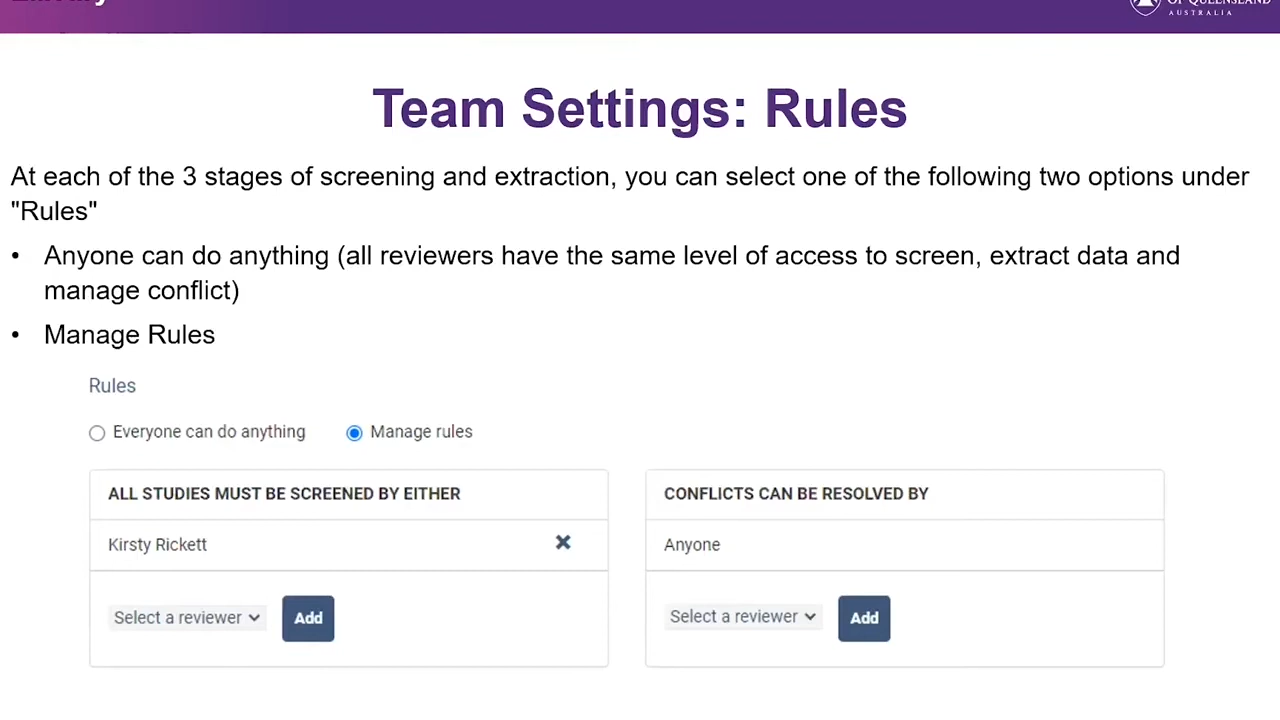 OF QUEENSLAND
AUSTRALIA
Team Settings: Rules
At each of the 3 stages of screening and extraction, you can select one of the following two options under
"Rules"
• Anyone can do anything (all reviewers have the same level of access to screen, extract data and
manage conflict)
• Manage Rules
Rules
Everyone can do anything Manage rules
ALL STUDIES MUST BE SCREENED BY EITHER
Kirsty Rickett
Select a reviewer Add
CONFLICTS CAN BE RESOLVED BY
Anyone
Select a reviewer Add